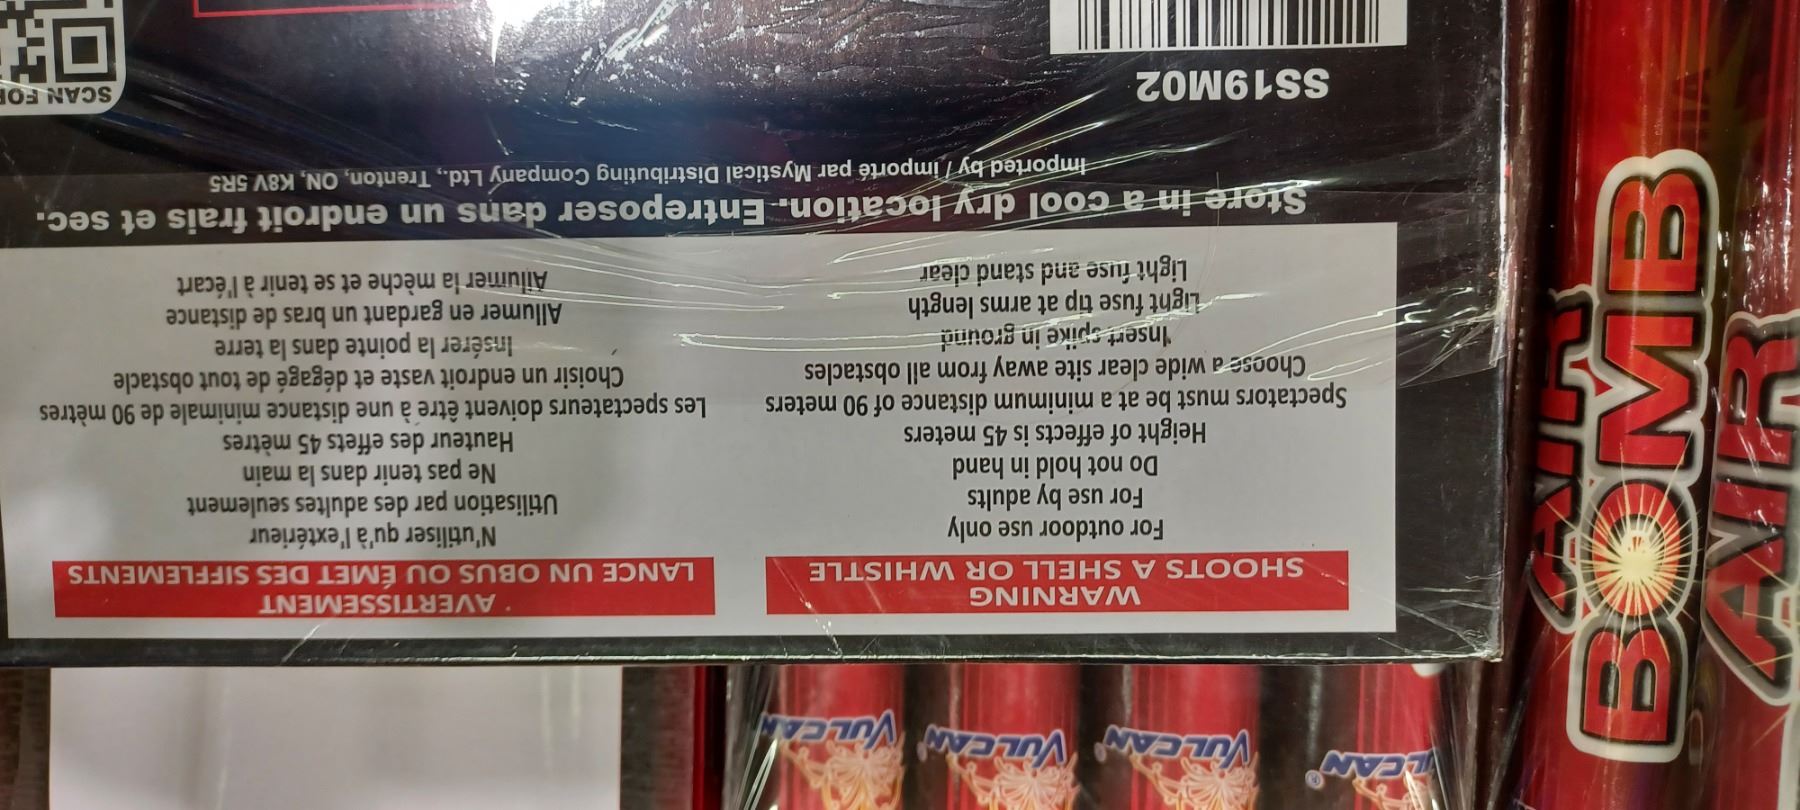 VULCAN
VULCAN
VULCAN
VULCAN®
WARNING
SHOOTS A SHELL OR WHISTLE
For outdoor use only
For use by adults
Do not hold in hand
Height of effects is 45 meters
Spectators must be at a minimum distance of 90 meters
Choose a wide clear site away from all obstacles
Insert spike in ground
Light fuse tip at arms length
Light fuse and stand clear
AVERTISSEMENT
LANCE UN OBUS OU ÉMET DES SIFFLEMENTS
N'utiliser qu'à l'extérieur
Utilisation par des adultes seulement
Ne pas tenir dans la main
Hauteur des effets 45 mètres
Les spectateurs doivent être à une distance minimale de 90 mètres
Choisir un endroit vaste et dégagé de tout obstacle
Insérer la pointe dans la terre
Allumer en gardant un bras de distance
Allumer la mèche et se tenir à l'écart
Store in a cool dry location. Entreposer dans un endroit frais et sec.
Imported by / Importé par Mystical Distributing Company Ltd., Trenton, ON, K8V 5R5
SS19M02
SCAN FOR
AIR
BOMB
AIR